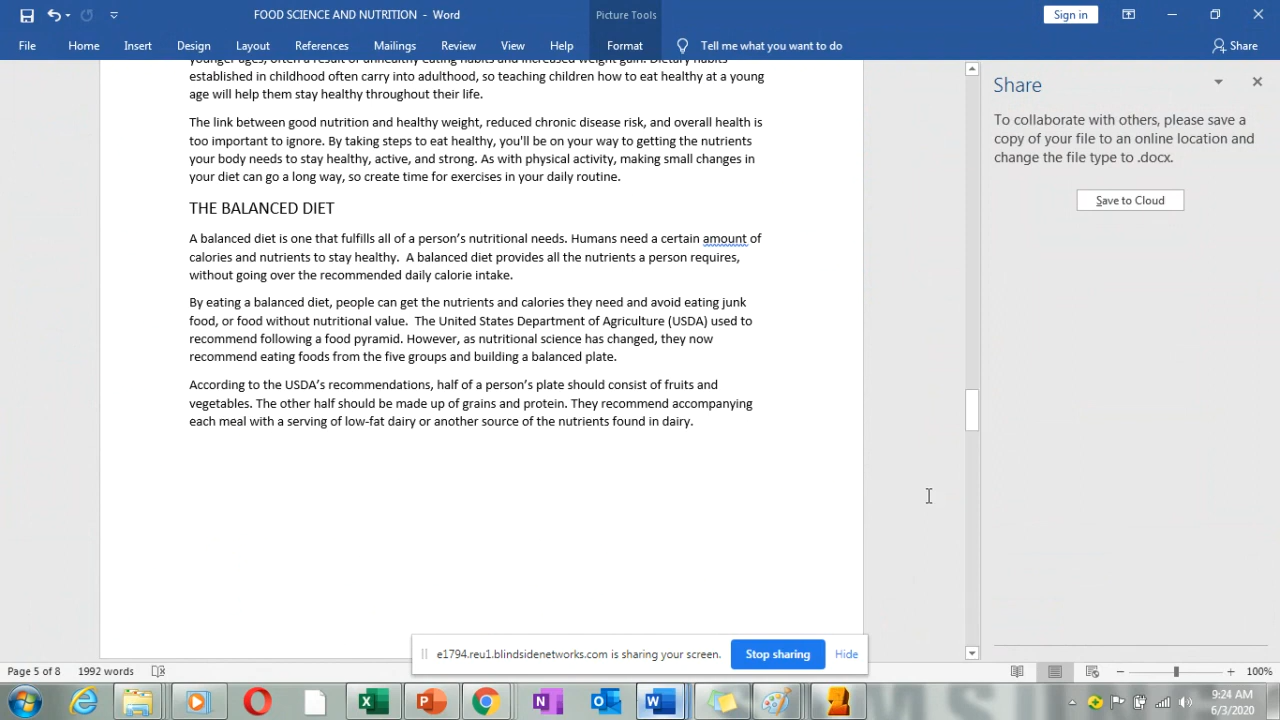 FOOD SCIENCE AND NUTRITION - Word
Picture Tools
Sign in
File Home Insert Design Layout References Mailings Review View Help Format Tell me what you want to do Share
younger ages, often a result of unhealthy eating habits and increased weight gain. Dietary habits
established in childhood often carry into adulthood, so teaching children how to eat healthy at a young
age will help them stay healthy throughout their life.
The link between good nutrition and healthy weight, reduced chronic disease risk, and overall health is
too important to ignore. By taking steps to eat healthy, you'll be on your way to getting the nutrients
your body needs to stay healthy, active, and strong. As with physical activity, making small changes in
your diet can go a long way, so create time for exercises in your daily routine.
THE BALANCED DIET
A balanced diet is one that fulfills all of a person’s nutritional needs. Humans need a certain amount of
calories and nutrients to stay healthy.  A balanced diet provides all the nutrients a person requires,
without going over the recommended daily calorie intake.
By eating a balanced diet, people can get the nutrients and calories they need and avoid eating junk
food, or food without nutritional value.  The United States Department of Agriculture (USDA) used to
recommend following a food pyramid. However, as nutritional science has changed, they now
recommend eating foods from the five groups and building a balanced plate.
According to the USDA’s recommendations, half of a person’s plate should consist of fruits and
vegetables. The other half should be made up of grains and protein. They recommend accompanying
each meal with a serving of low-fat dairy or another source of the nutrients found in dairy.
Share
To collaborate with others, please save a
copy of your file to an online location and
change the file type to .docx.
Save to Cloud
e1794.reu1.blindsidenetworks.com is sharing your screen. Stop sharing Hide
Page 5 of 8 1992 words 100%
9:24 AM
6/3/2020